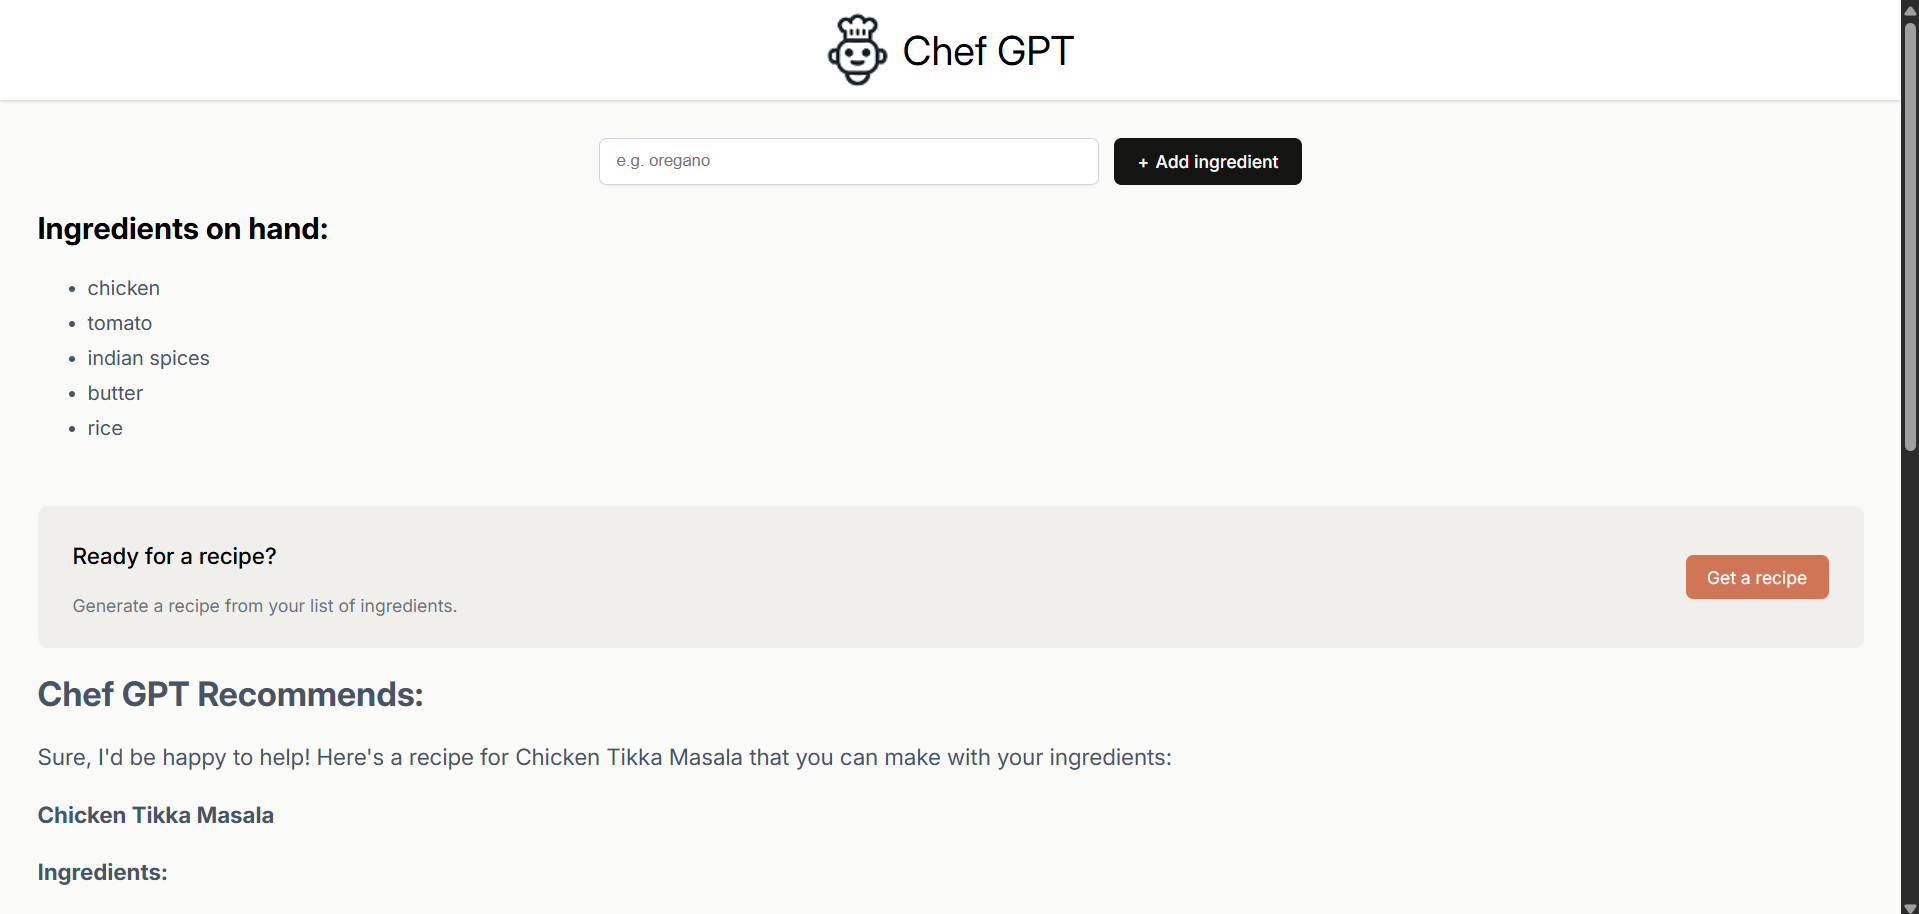 Chef GPT
e.g. oregano
+ Add ingredient
Ingredients on hand:
• chicken
• tomato
• indian spices
• butter
• rice
Ready for a recipe?
Generate a recipe from your list of ingredients.
Get a recipe
Chef GPT Recommends:
Sure, I'd be happy to help! Here's a recipe for Chicken Tikka Masala that you can make with your ingredients:
Chicken Tikka Masala
Ingredients: